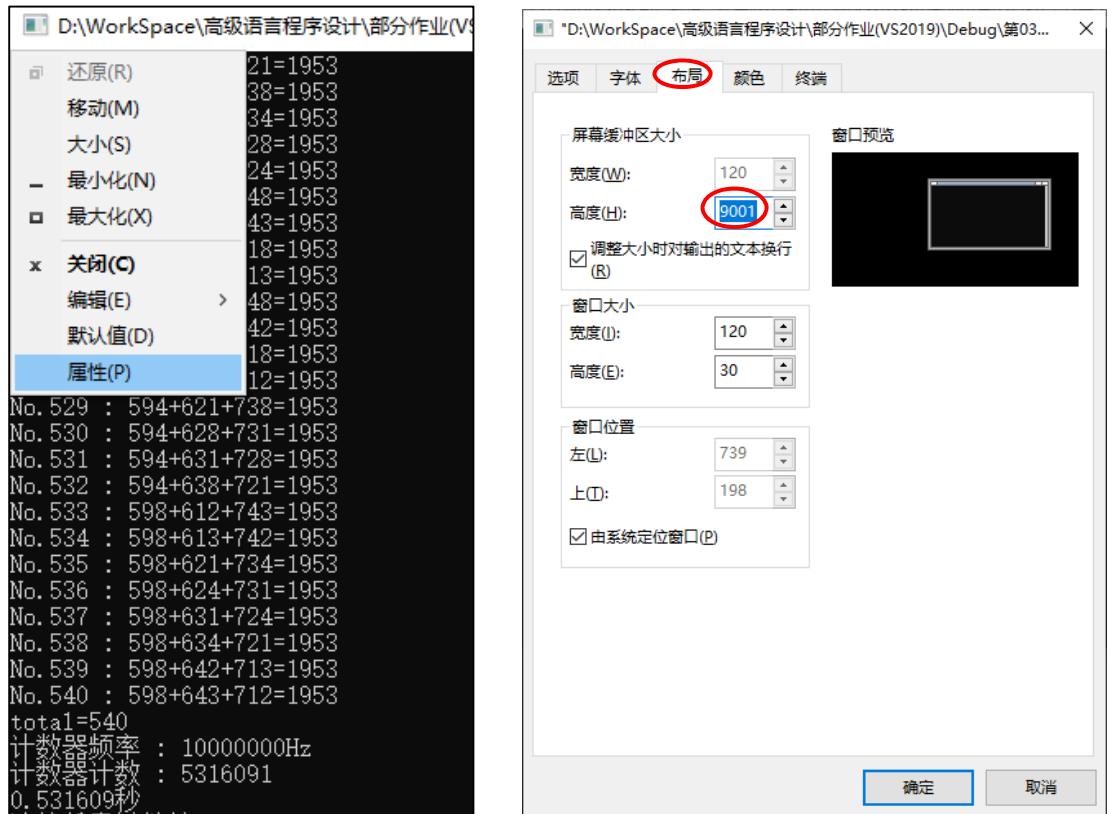 D:\WorkSpace\高级语言程序设计\部分作业(VS
还原(R)
移动(M)
大小(S)
最小化(N)
最大化(X)
关闭(C)
编辑(E)
默认值(D)
属性(P)
21=1953
38=1953
34=1953
28=1953
24=1953
48=1953
43=1953
18=1953
13=1953
48=1953
42=1953
18=1953
12=1953
No.529 : 594+621+738=1953
No.530 : 594+628+731=1953
No.531 : 594+631+728=1953
No.532 : 594+638+721=1953
No.533 : 598+612+743=1953
No.534 : 598+613+742=1953
No.535 : 598+621+734=1953
No.536 : 598+624+731=1953
No.537 : 598+631+724=1953
No.538 : 598+634+721=1953
No.539 : 598+642+713=1953
No.540 : 598+643+712=1953
total=540
计数器频率 : 10000000Hz
计数器计数 : 5316091
0.531609秒
"D:\WorkSpace\高级语言程序设计\部分作业(VS2019)\Debug\第03...
选项 字体 布局 颜色 终端
屏幕缓冲区大小
宽度(W): 120
高度(H): 9001
调整大小时对输出的文本换行
(R)
窗口大小
宽度(I): 120
高度(E): 30
窗口位置
左(L): 739
上(T): 198
由系统定位窗口(P)
窗口预览
确定 取消